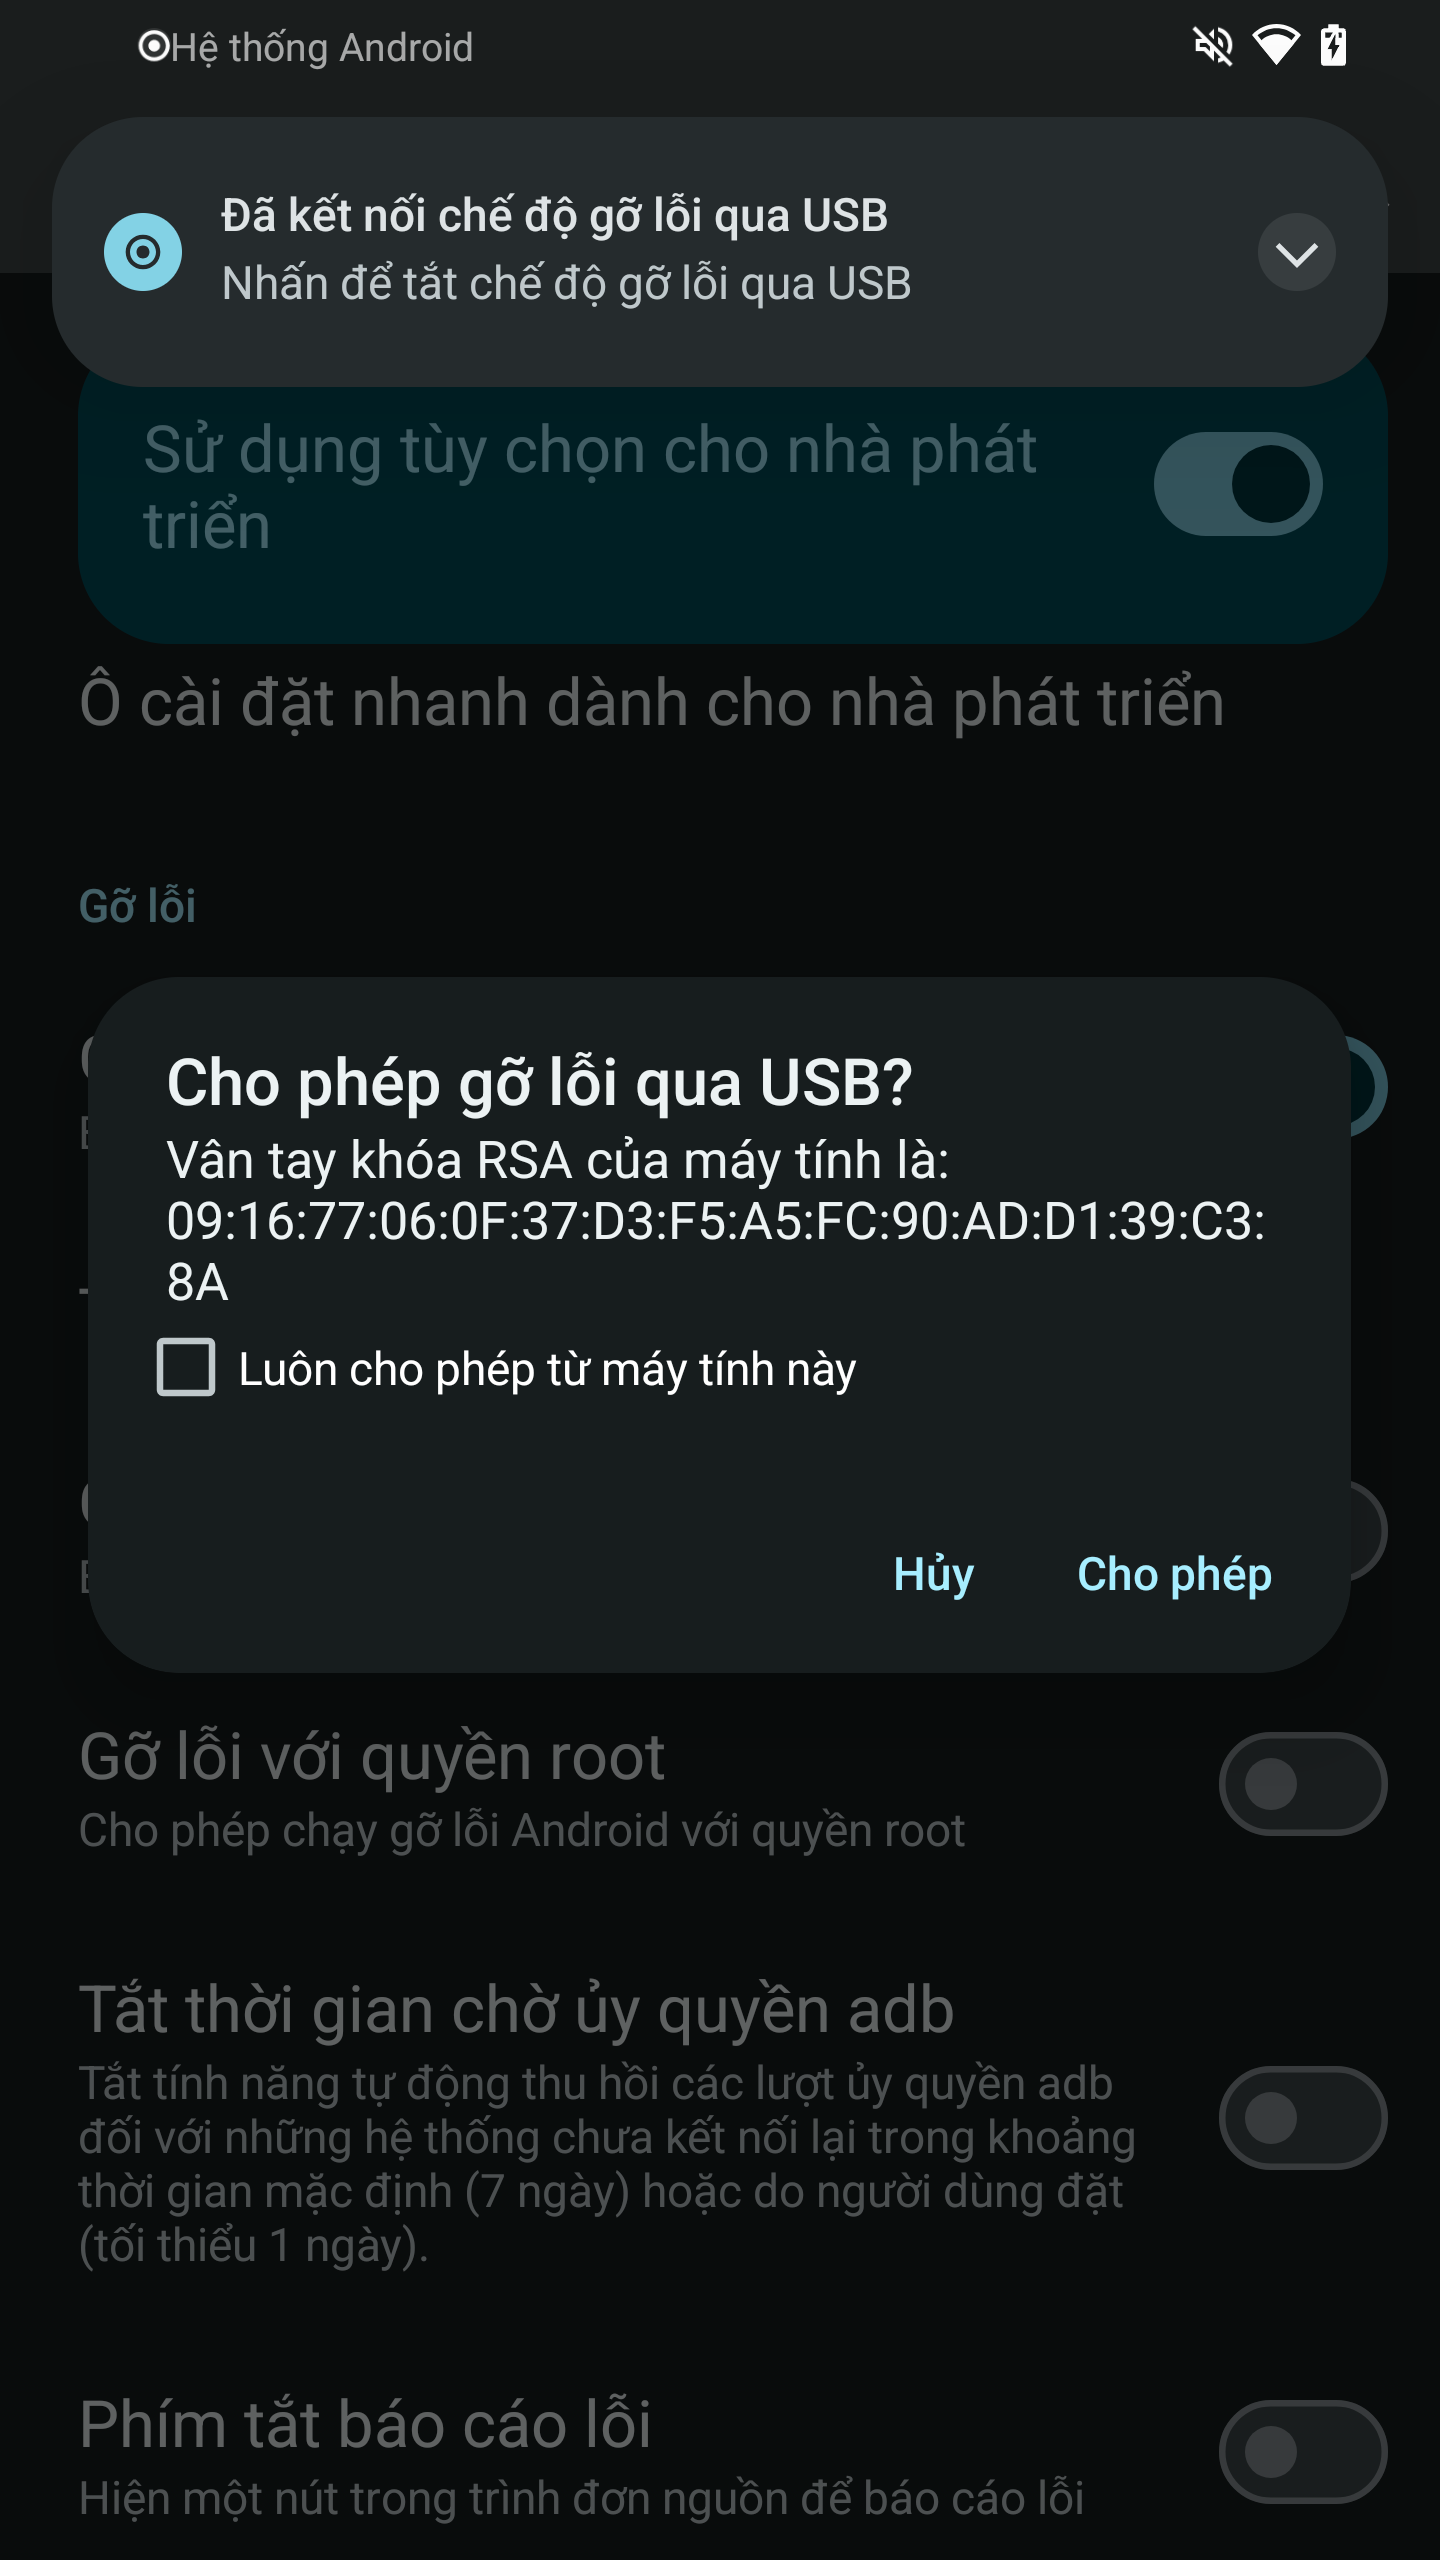 Hệ thống Android
Đã kết nối chế độ gỡ lỗi qua USB
Nhấn để tắt chế độ gỡ lỗi qua USB
Sử dụng tùy chọn cho nhà phát
triển
Ô cài đặt nhanh dành cho nhà phát triển
Gỡ lỗi
Cho phép gỡ lỗi qua USB?
Vân tay khóa RSA của máy tính là:
09:16:77:06:0F:37:D3:F5:A5:FC:90:AD:D1:39:C3:
8A
Luôn cho phép từ máy tính này
Hủy
Cho phép
Gỡ lỗi với quyền root
Cho phép chạy gỡ lỗi Android với quyền root
Tắt thời gian chờ ủy quyền adb
Tắt tính năng tự động thu hồi các lượt ủy quyền adb
đối với những hệ thống chưa kết nối lại trong khoảng
thời gian mặc định (7 ngày) hoặc do người dùng đặt
(tối thiểu 1 ngày).
Phím tắt báo cáo lỗi
Hiện một nút trong trình đơn nguồn để báo cáo lỗi